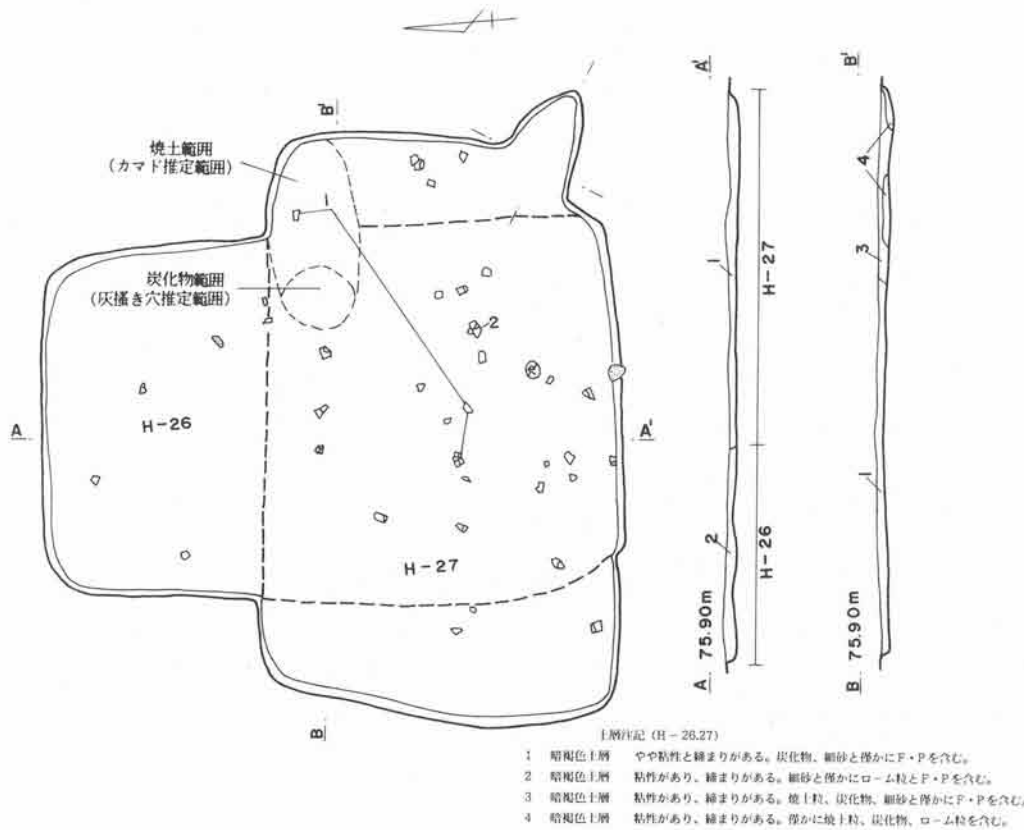 B'
焼土範囲
(カマド推定範囲)
1
炭化物範囲
(灰搔き穴推定範囲)
2
A
H-26
A'
H-27
B
A'
1
H-27
2
H-26
A 75.90m
B'
4
3
1
B 75.90m
土層注記 (H-26,27)
1 暗褐色土層 やや粘性と締まりがある。炭化物、細砂と僅かにF・Pを含む。
2 暗褐色土層 粘性があり、締まりがある。細砂と僅かにローム粒とF・Pを含む。
3 暗褐色土層 粘性があり、締まりがある。焼土粒、炭化物、細砂と僅かにF・Pを含む。
4 暗褐色土層 粘性があり、締まりがある。僅かに焼土粒、炭化物、ローム粒を含む。